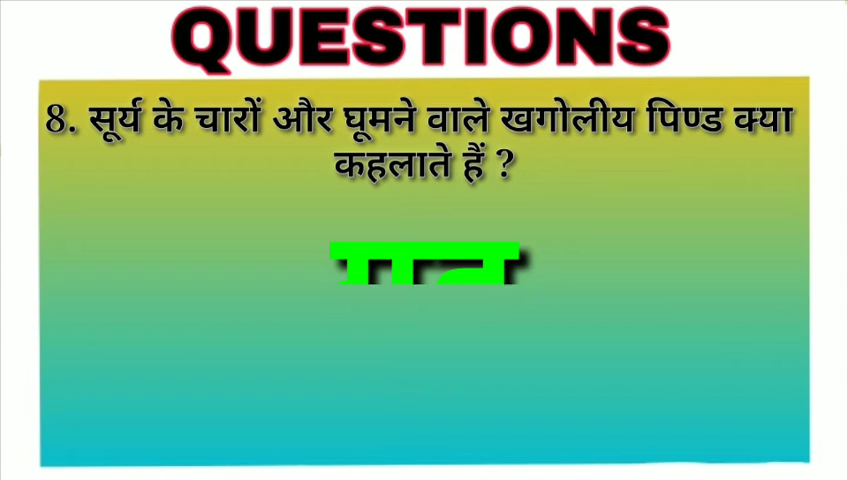 QUESTIONS
8. सूर्य के चारों और घूमने वाले खगोलीय पिण्ड क्या
कहलाते हैं ?